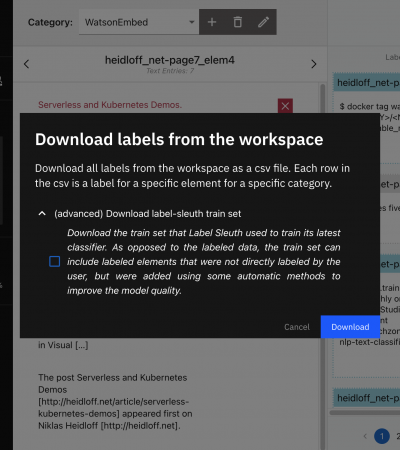 Category:
WatsonEmbed
heidloff_net-page7_elem4
Text Entries: 7
Serverless and Kubernetes Demos.
Download labels from the workspace
Download all labels from the workspace as a csv file. Each row in
the csv is a label for a specific element for a specific category.
(advanced) Download label-sleuth train set
Download the train set that Label Sleuth used to train its latest
classifier. As opposed to the labeled data, the train set can
include labeled elements that were not directly labeled by the
user, but were added using some automatic methods to
improve the model quality.
Cancel
Download
in Visual [...]
The post Serverless and Kubernetes
Demos
[http://heidloff.net/article/serverless-
kubernetes-demos] appeared first on
Niklas Heidloff [http://heidloff.net].
heidloff_net-p
$ docker tag wa
heidloff_net-p
nlp-text-classifi
heidloff_net-p
1
2